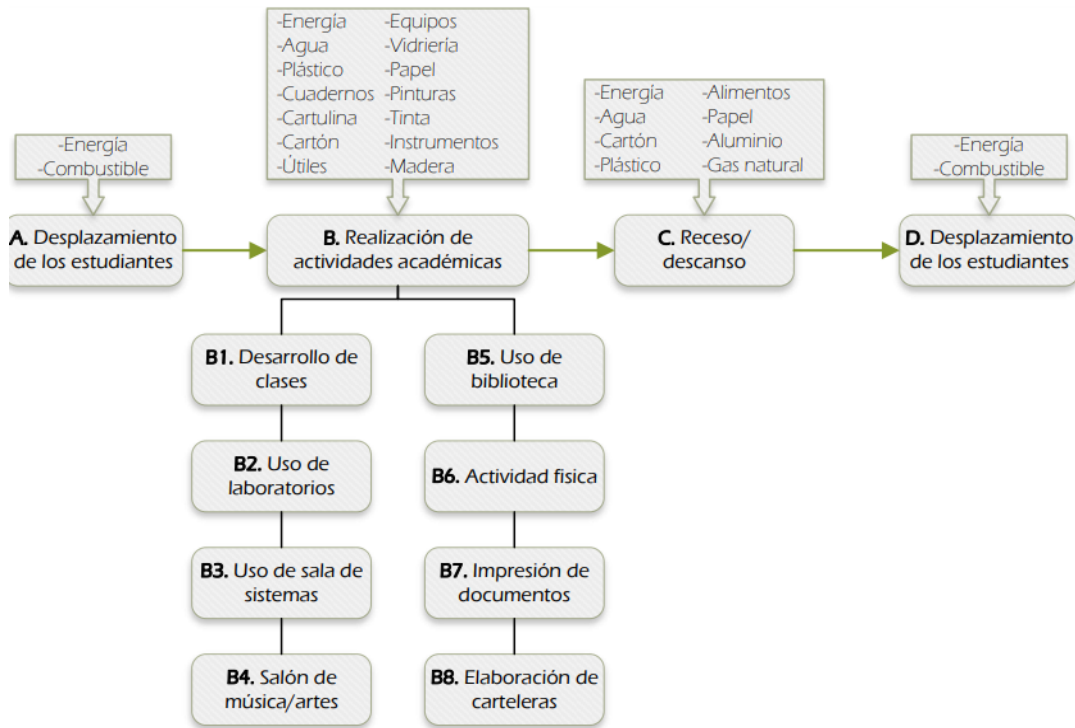 -Energía
-Agua
-Plástico
-Cuadernos
-Cartulina
-Cartón
-Útiles
-Equipos
-Vidriería
-Papel
-Pinturas
-Tinta
-Instrumentos
-Madera
-Energía
-Agua
-Cartón
-Plástico
-Alimentos
-Papel
-Aluminio
-Gas natural
-Energía
-Combustible
-Energía
-Combustible
A. Desplazamiento
de los estudiantes
B. Realización de
actividades académicas
C. Receso/
descanso
D. Desplazamiento
de los estudiantes
B1. Desarrollo de
clases
B2. Uso de
laboratorios
B3. Uso de sala de
sistemas
B4. Salón de
música/artes
B5. Uso de
biblioteca
B6. Actividad fisica
B7. Impresión de
documentos
B8. Elaboración de
carteleras